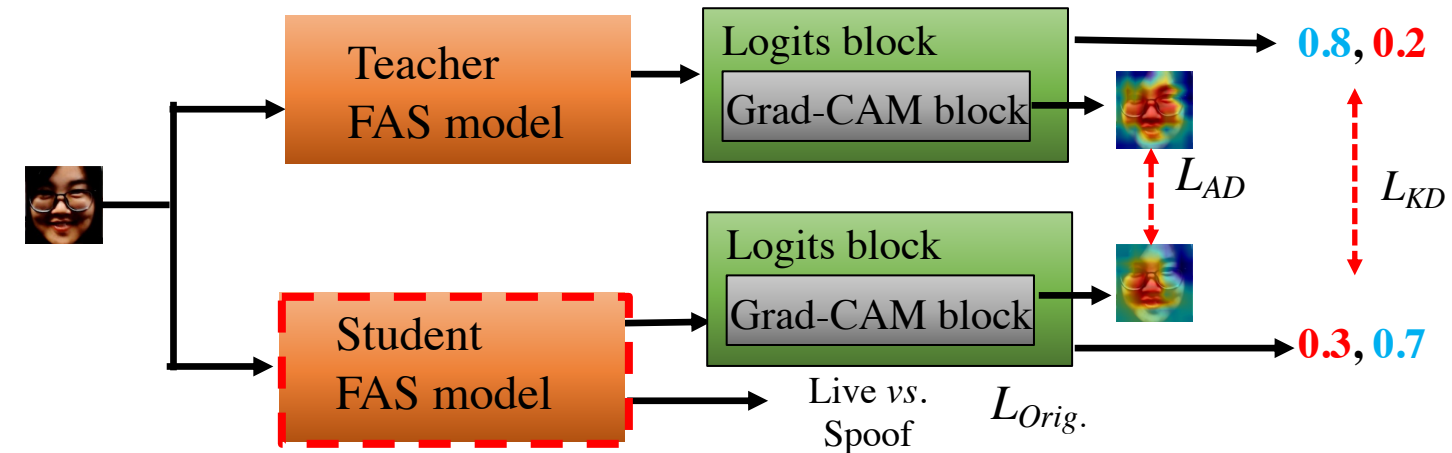 Teacher
FAS model
Logits block
Grad-CAM block
0.8, 0.2
L_AD
L_KD
Logits block
Grad-CAM block
Student
FAS model
0.3, 0.7
Live vs.
Spoof
L_Orig.